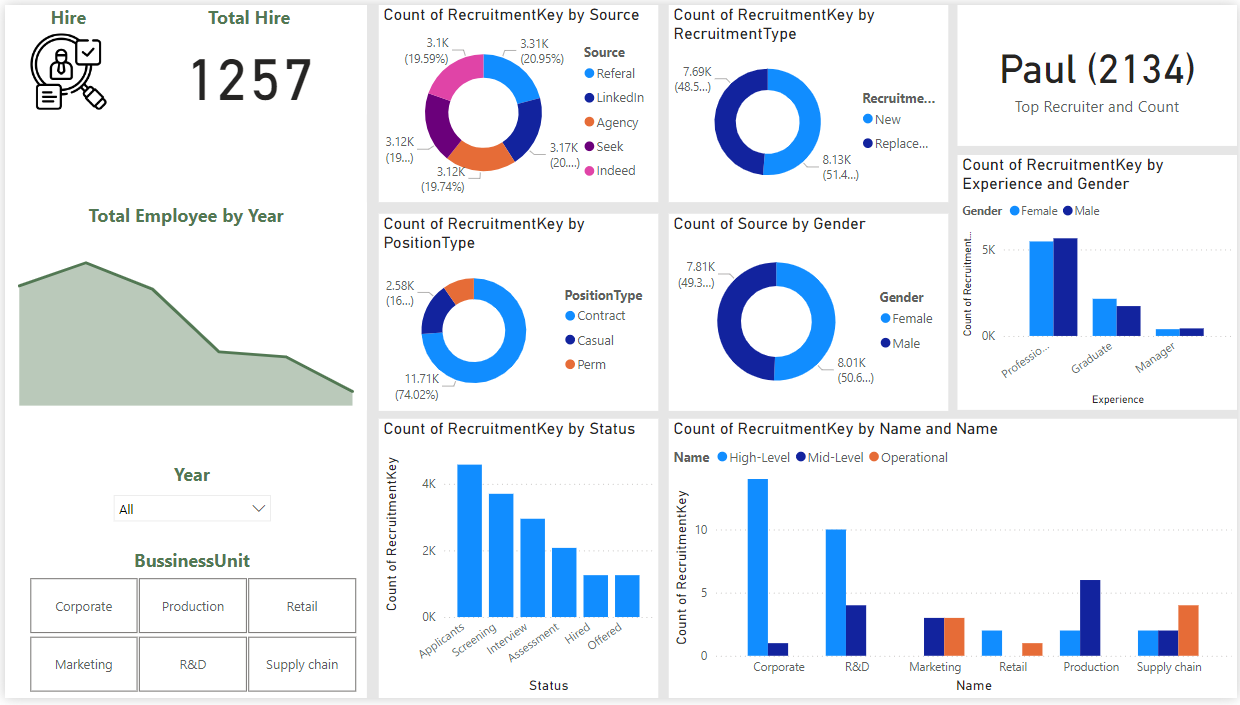 Hire
Total Hire
1257
Total Employee by Year
Year
All
BussinessUnit
Corporate
Production
Retail
Marketing
R&D
Supply chain
Count of RecruitmentKey by Source
3.1K
(19.59%)
3.31K
(20.95%)
3.12K
(19...)
3.12K
(19.74%)
3.17K
(20...)
Source
Referal
LinkedIn
Agency
Seek
Indeed
Count of RecruitmentKey by
RecruitmentType
7.69K
(48.5...)
8.13K
(51.4...)
Recruitme...
New
Replace...
Paul (2134)
Top Recruiter and Count
Count of RecruitmentKey by
PositionType
2.58K
(16...)
11.71K
(74.02%)
PositionType
Contract
Casual
Perm
Count of Source by Gender
7.81K
(49.3...)
8.01K
(50.6...)
Gender
Female
Male
Count of RecruitmentKey by
Experience and Gender
Gender Female Male
Count of Recruitment...
5K
0K
Professio...
Graduate
Manager
Experience
Count of RecruitmentKey by Status
Count of RecruitmentKey
4K
2K
0K
Applicants
Screening
Interview
Assessment
Hired
Offered
Status
Count of RecruitmentKey by Name and Name
Name High-Level Mid-Level Operational
Count of RecruitmentKey
10
5
0
Corporate
R&D
Marketing
Retail
Production
Supply chain
Name